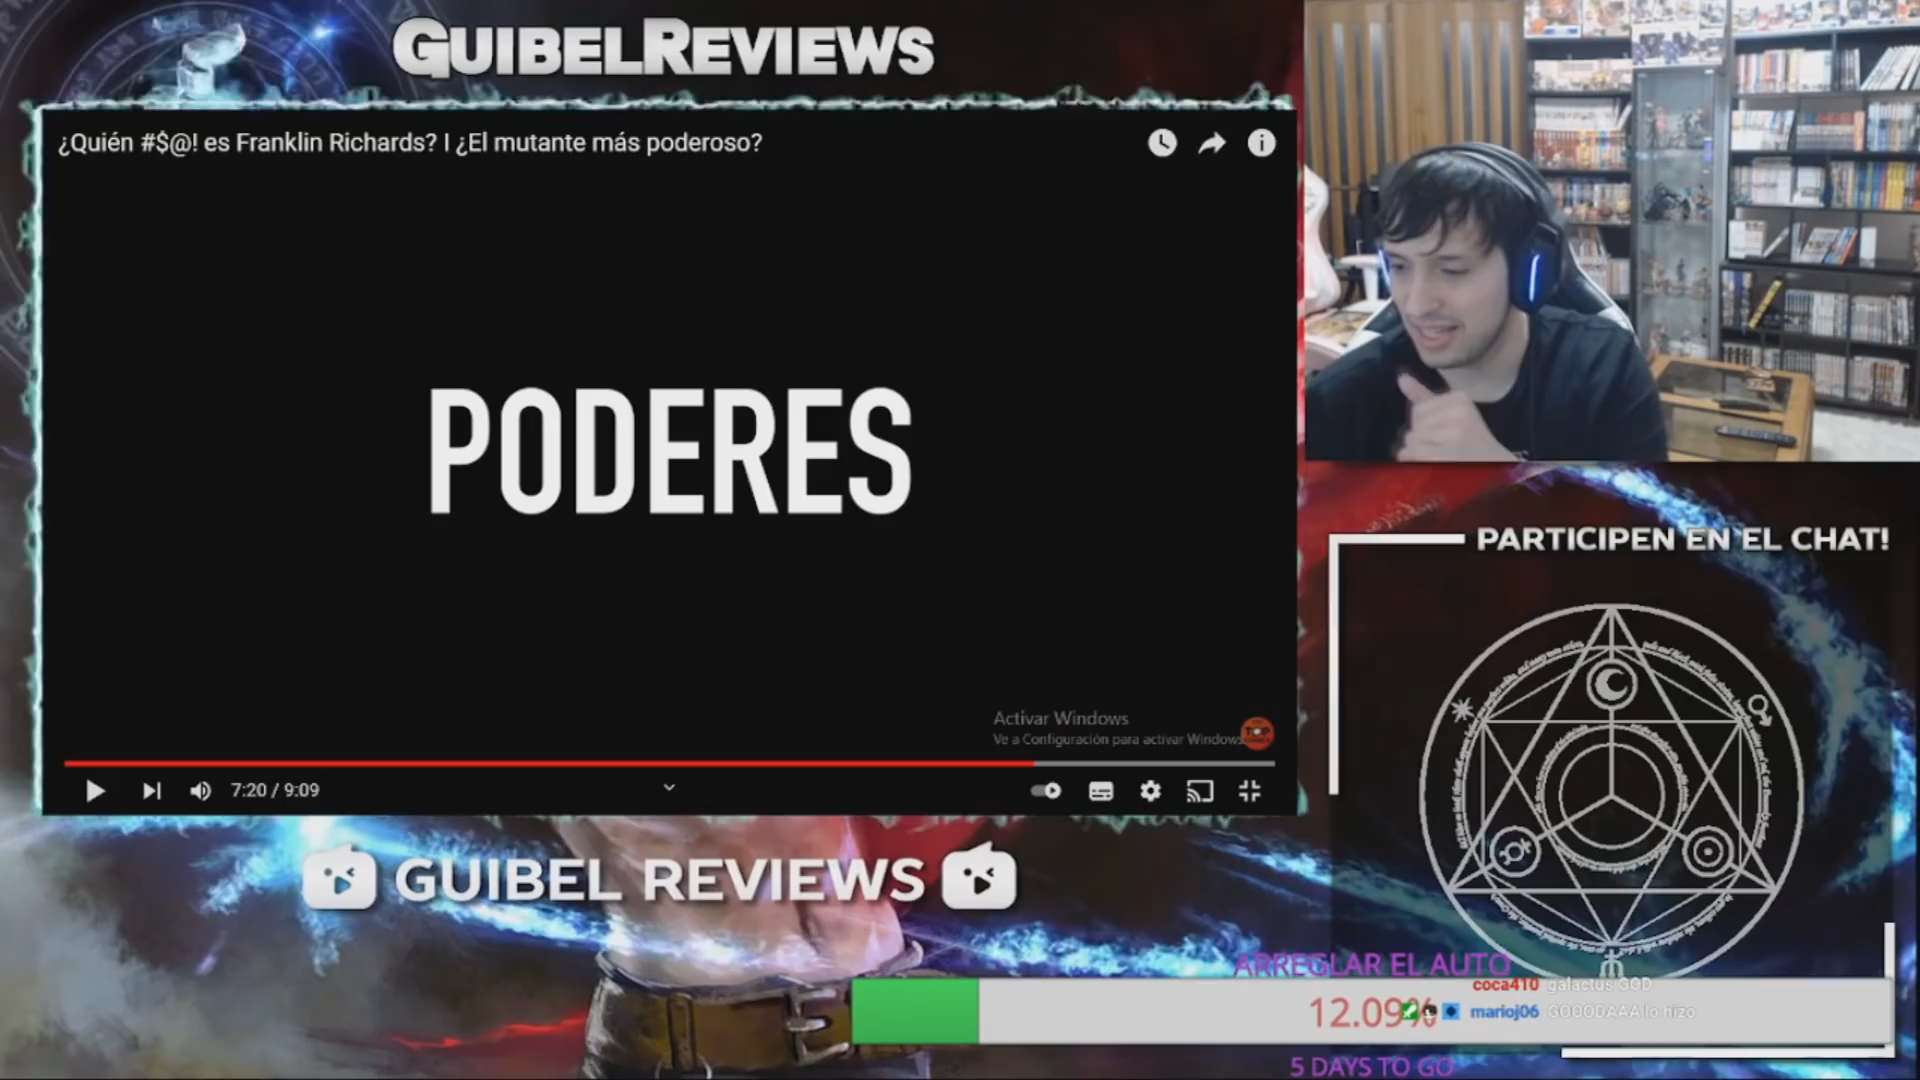 GUIBELREVIEWS
¿Quién #$@! es Franklin Richards? I ¿El mutante más poderoso?
PODERES
Activar Windows
Ve a Configuración para activar Windows.
TOP
7:20 / 9:09
GUIBEL REVIEWS
PARTICIPEN EN EL CHAT!
ARREGLAR EL AUTO
coca410 galactus GOD
12.09%
marioj06 GOOODAAA lo hizo
5 DAYS TO GO